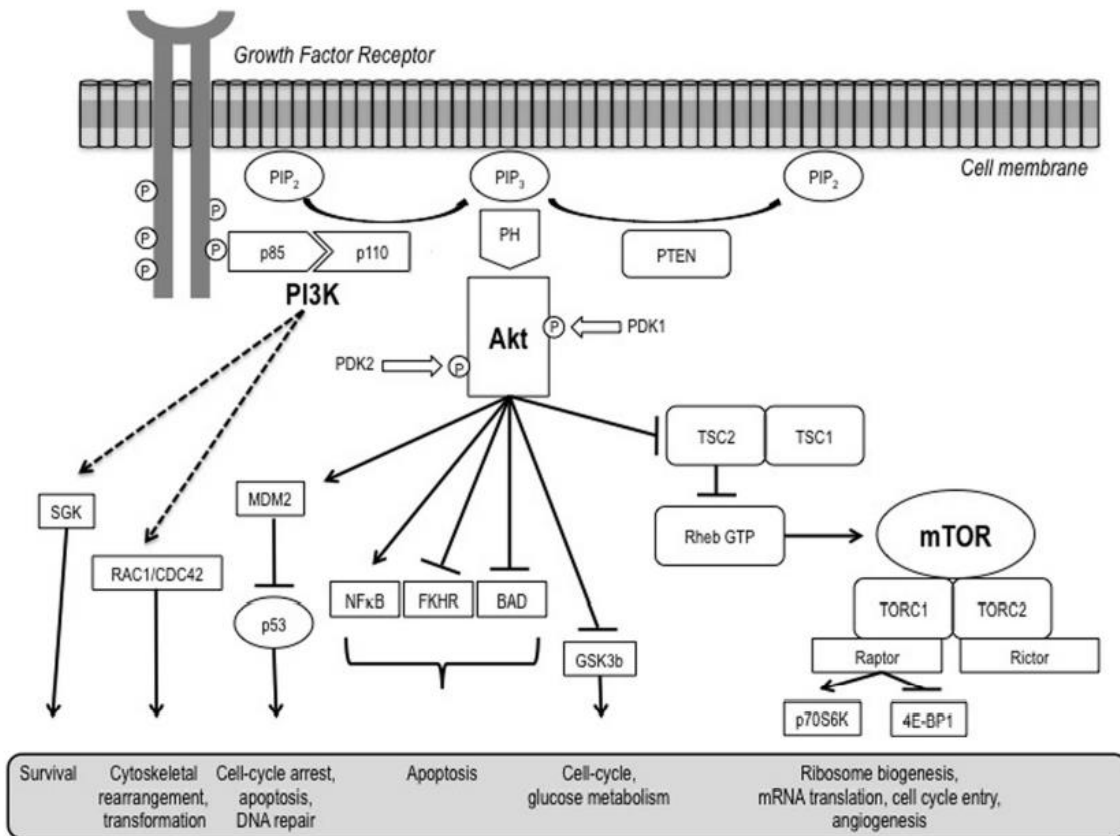 Growth Factor Receptor
Cell membrane
PIP2
PIP3
PIP2
P
P
P
P
P
p85
p110
PH
PTEN
PI3K
Akt
P
PDK1
PDK2
P
TSC2
TSC1
SGK
MDM2
Rheb GTP
mTOR
RAC1/CDC42
NFκB
FKHR
BAD
p53
TORC1
TORC2
GSK3b
Raptor
Rictor
p70S6K
4E-BP1
Survival
Cytoskeletal
rearrangement,
transformation
Cell-cycle arrest,
apoptosis,
DNA repair
Apoptosis
Cell-cycle,
glucose metabolism
Ribosome biogenesis,
mRNA translation, cell cycle entry,
angiogenesis